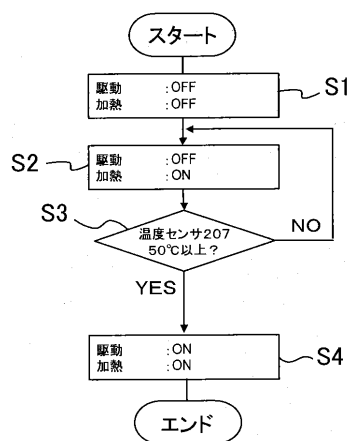 スタート
駆動 :OFF
加熱 :OFF
S1
駆動 :OFF
加熱 :ON
S2
S3
温度センサ207
50℃以上?
NO
YES
駆動 :ON
加熱 :ON
S4
エンド